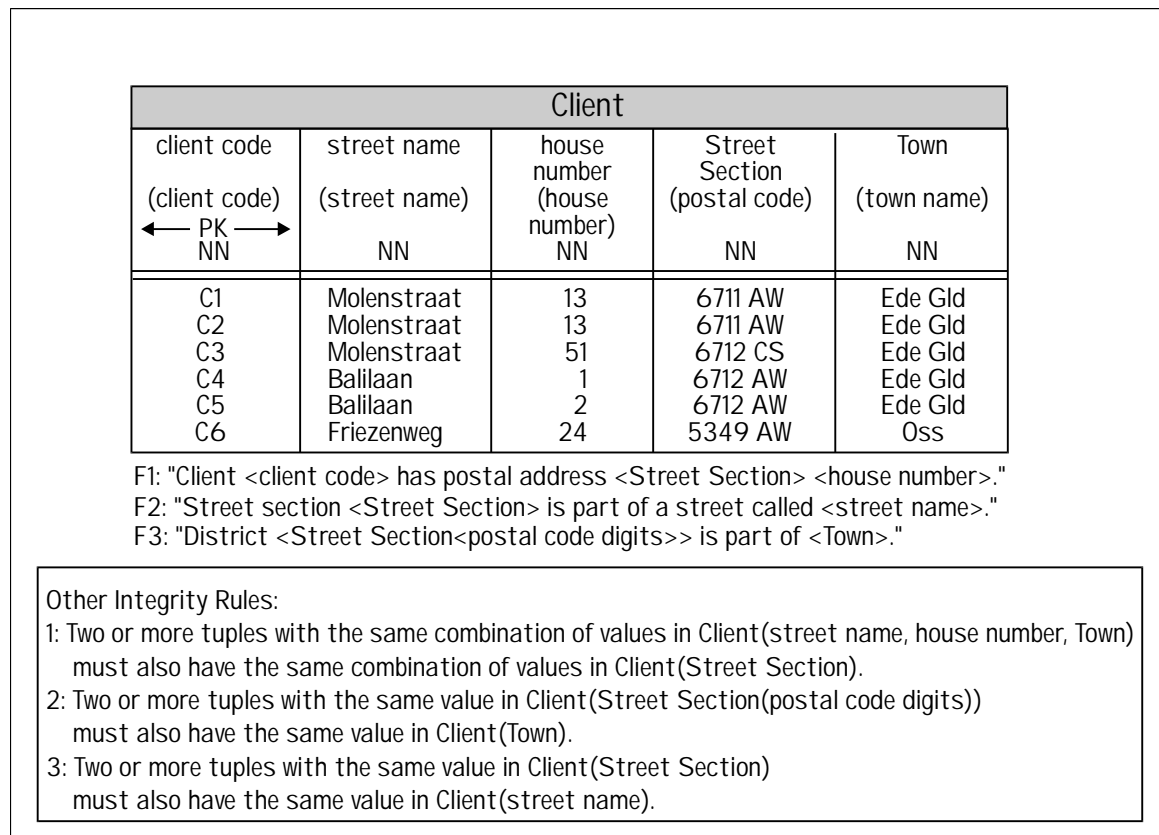 Client
client code street name house Street Town
number Section
(client code) (street name) (house (postal code) (town name)
PK number)
NN NN NN NN NN
C1 Molenstraat 13 6711 AW Ede Gld
C2 Molenstraat 13 6711 AW Ede Gld
C3 Molenstraat 51 6712 CS Ede Gld
C4 Balilaan 1 6712 AW Ede Gld
C5 Balilaan 2 6712 AW Ede Gld
C6 Friezenweg 24 5349 AW Oss
F1: "Client <client code> has postal address <Street Section> <house number>."
F2: "Street section <Street Section> is part of a street called <street name>."
F3: "District <Street Section<postal code digits>> is part of <Town>."
Other Integrity Rules:
1: Two or more tuples with the same combination of values in Client(street name, house number, Town)
must also have the same combination of values in Client(Street Section).
2: Two or more tuples with the same value in Client(Street Section(postal code digits))
must also have the same value in Client(Town).
3: Two or more tuples with the same value in Client(Street Section)
must also have the same value in Client(street name).